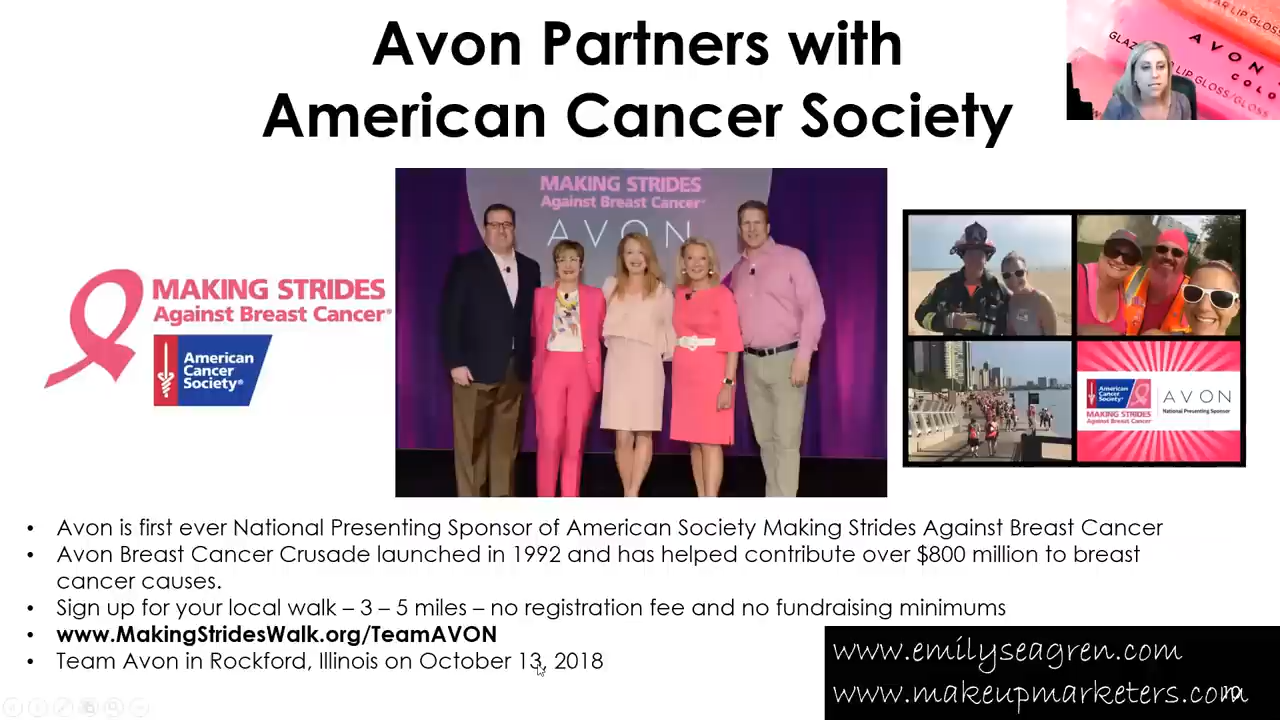 Avon Partners with
American Cancer Society
GLAZ
LIP GLOSS
AVON
LIP GLOSS/GLOSS
COLO
MAKING STRIDES
Against Breast Cancer
AVON
MAKING STRIDES
Against Breast Cancer®
American
Cancer
Society®
American
Cancer
Society®
MAKING STRIDES
Against Breast Cancer
AVON
National Presenting Sponsor
• Avon is first ever National Presenting Sponsor of American Society Making Strides Against Breast Cancer
• Avon Breast Cancer Crusade launched in 1992 and has helped contribute over $800 million to breast
cancer causes.
• Sign up for your local walk – 3 – 5 miles – no registration fee and no fundraising minimums
• www.MakingStridesWalk.org/TeamAVON
• Team Avon in Rockford, Illinois on October 13, 2018
www.emilyseagren.com
www.makeupmarketers.com